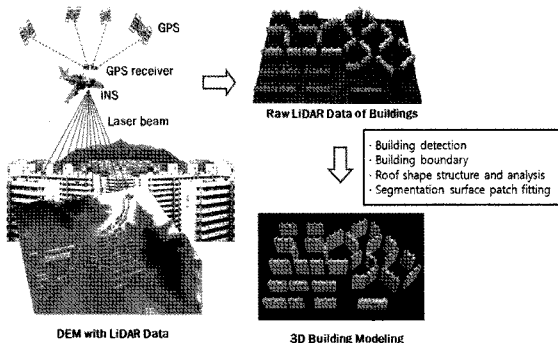 GPS
GPS receiver
INS
Laser beam
DEM with LiDAR Data
Raw LiDAR Data of Buildings
· Building detection
· Building boundary
· Roof shape structure and analysis
· Segmentation surface patch fitting
3D Building Modeling